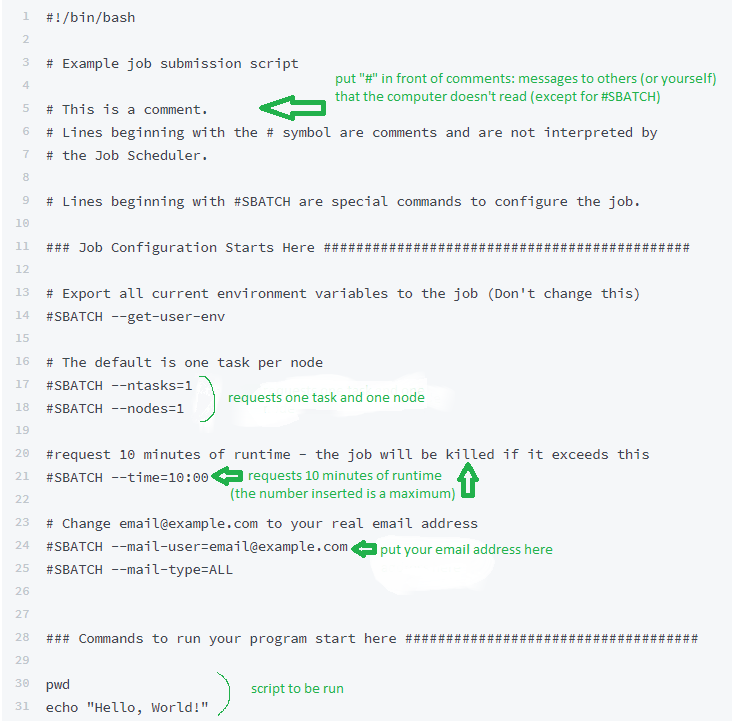 1 #!/bin/bash
2
3 # Example job submission script
4
put "#" in front of comments: messages to others (or yourself)
that the computer doesn't read (except for #SBATCH)
5 # This is a comment.
6 # Lines beginning with the # symbol are comments and are not interpreted by
7 # the Job Scheduler.
8
9 # Lines beginning with #SBATCH are special commands to configure the job.
10
11 ### Job Configuration Starts Here #############################################
12
13 # Export all current environment variables to the job (Don't change this)
14 #SBATCH --get-user-env
15
16 # The default is one task per node
17 #SBATCH --ntasks=1
requests one task and one node
18 #SBATCH --nodes=1
19
20 #request 10 minutes of runtime - the job will be killed if it exceeds this
21 #SBATCH --time=10:00 requests 10 minutes of runtime
(the number inserted is a maximum)
22
23 # Change email@example.com to your real email address
24 #SBATCH --mail-user=email@example.com put your email address here
25 #SBATCH --mail-type=ALL
26
27
28 ### Commands to run your program start here ####################################
29
30 pwd
script to be run
31 echo "Hello, World!"